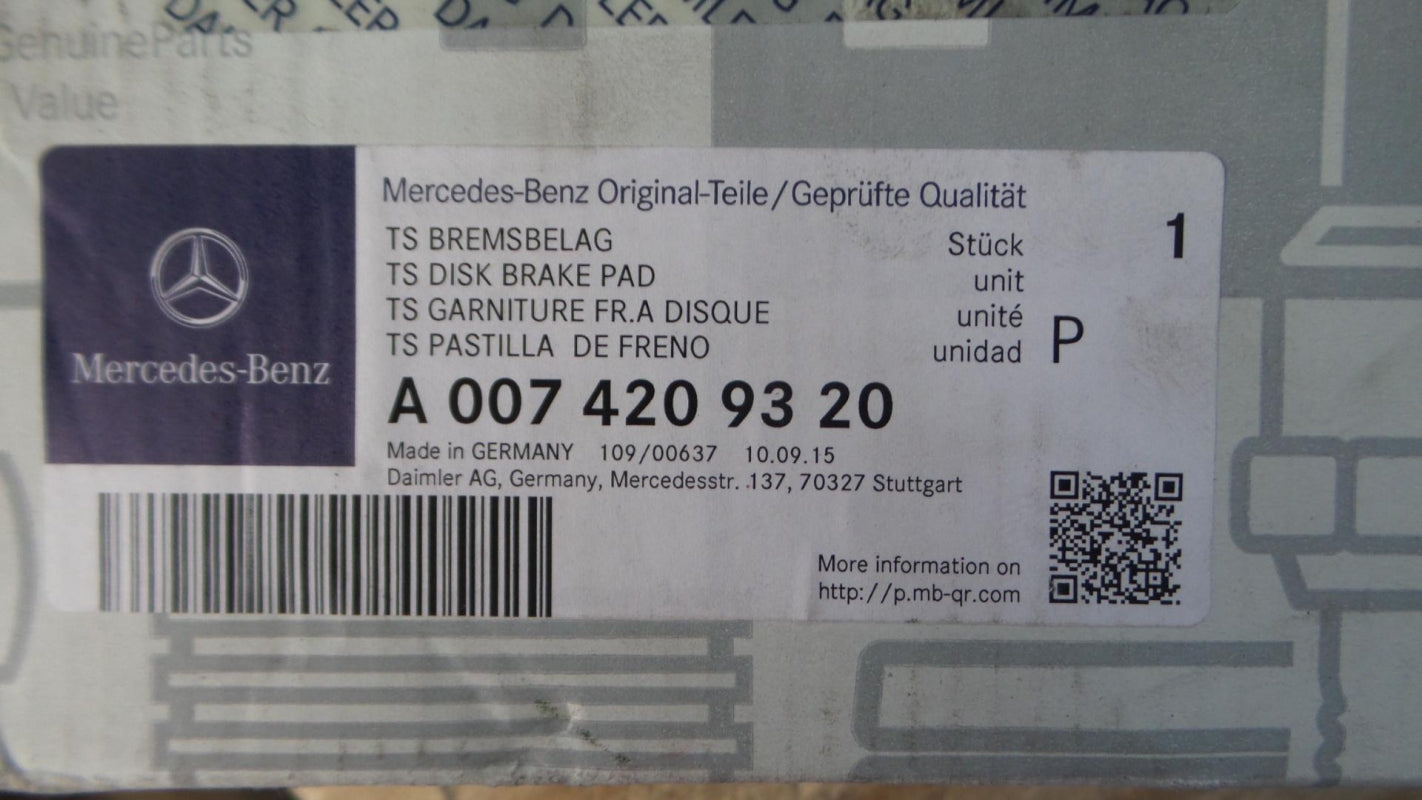 GenuineParts
Value
Mercedes-Benz
Mercedes-Benz Original-Teile/Geprüfte Qualität
TS BREMSBELAG Stück 1
TS DISK BRAKE PAD unit
TS GARNITURE FR.A DISQUE unité
TS PASTILLA DE FRENO unidad P
A 007 420 93 20
Made in GERMANY 109/00637 10.09.15
Daimler AG, Germany, Mercedesstr. 137, 70327 Stuttgart
More information on
http://p.mb-qr.com